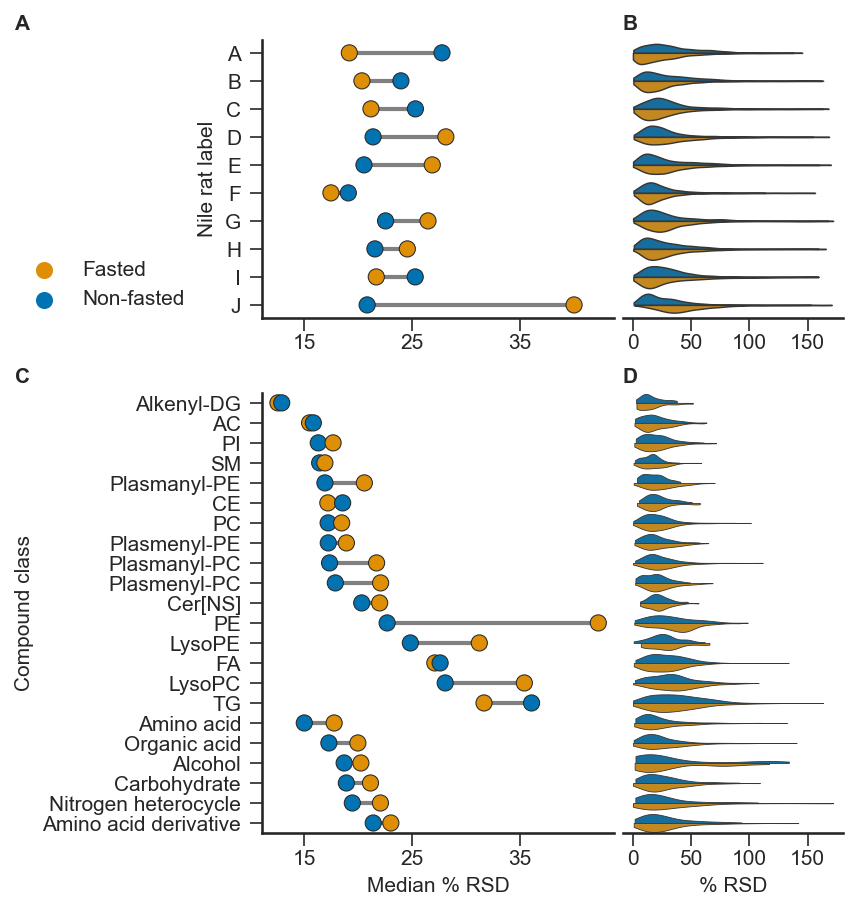 A
B
Nile rat label
A
B
C
D
E
F
G
H
I
J
Fasted
Non-fasted
15
25
35
0
50
100
150
C
D
Compound class
Alkenyl-DG
AC
PI
SM
Plasmanyl-PE
CE
PC
Plasmenyl-PE
Plasmanyl-PC
Plasmenyl-PC
Cer[NS]
PE
LysoPE
FA
LysoPC
TG
Amino acid
Organic acid
Alcohol
Carbohydrate
Nitrogen heterocycle
Amino acid derivative
15
25
35
0
50
100
150
Median % RSD
% RSD